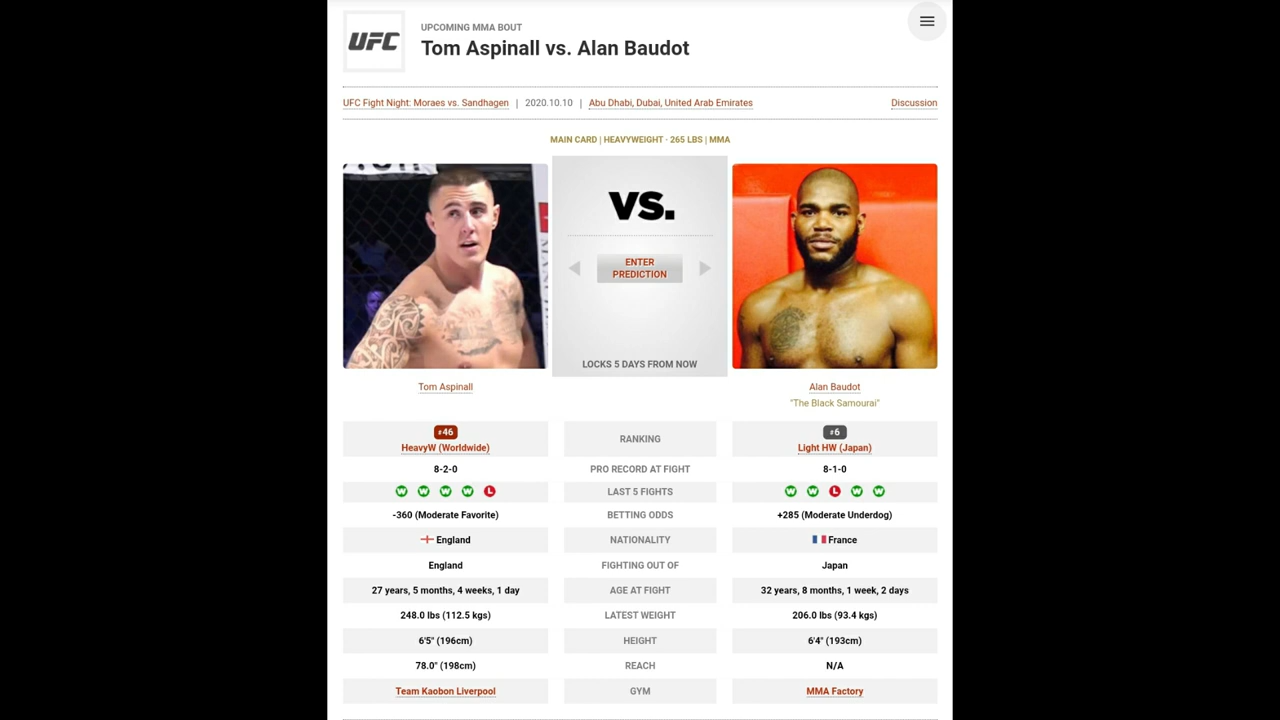 UFC
UPCOMING MMA BOUT
Tom Aspinall vs. Alan Baudot
UFC Fight Night: Moraes vs. Sandhagen | 2020.10.10 | Abu Dhabi, Dubai, United Arab Emirates Discussion
MAIN CARD | HEAVYWEIGHT · 265 LBS | MMA
VS.
ENTER
PREDICTION
LOCKS 5 DAYS FROM NOW
Tom Aspinall Alan Baudot
"The Black Samourai"
#46 RANKING #6
HeavyW (Worldwide) Light HW (Japan)
8-2-0 PRO RECORD AT FIGHT 8-1-0
W W W W L LAST 5 FIGHTS W W L W W
-360 (Moderate Favorite) BETTING ODDS +285 (Moderate Underdog)
England NATIONALITY France
England FIGHTING OUT OF Japan
27 years, 5 months, 4 weeks, 1 day AGE AT FIGHT 32 years, 8 months, 1 week, 2 days
248.0 lbs (112.5 kgs) LATEST WEIGHT 206.0 lbs (93.4 kgs)
6'5" (196cm) HEIGHT 6'4" (193cm)
78.0" (198cm) REACH N/A
Team Kaobon Liverpool GYM MMA Factory